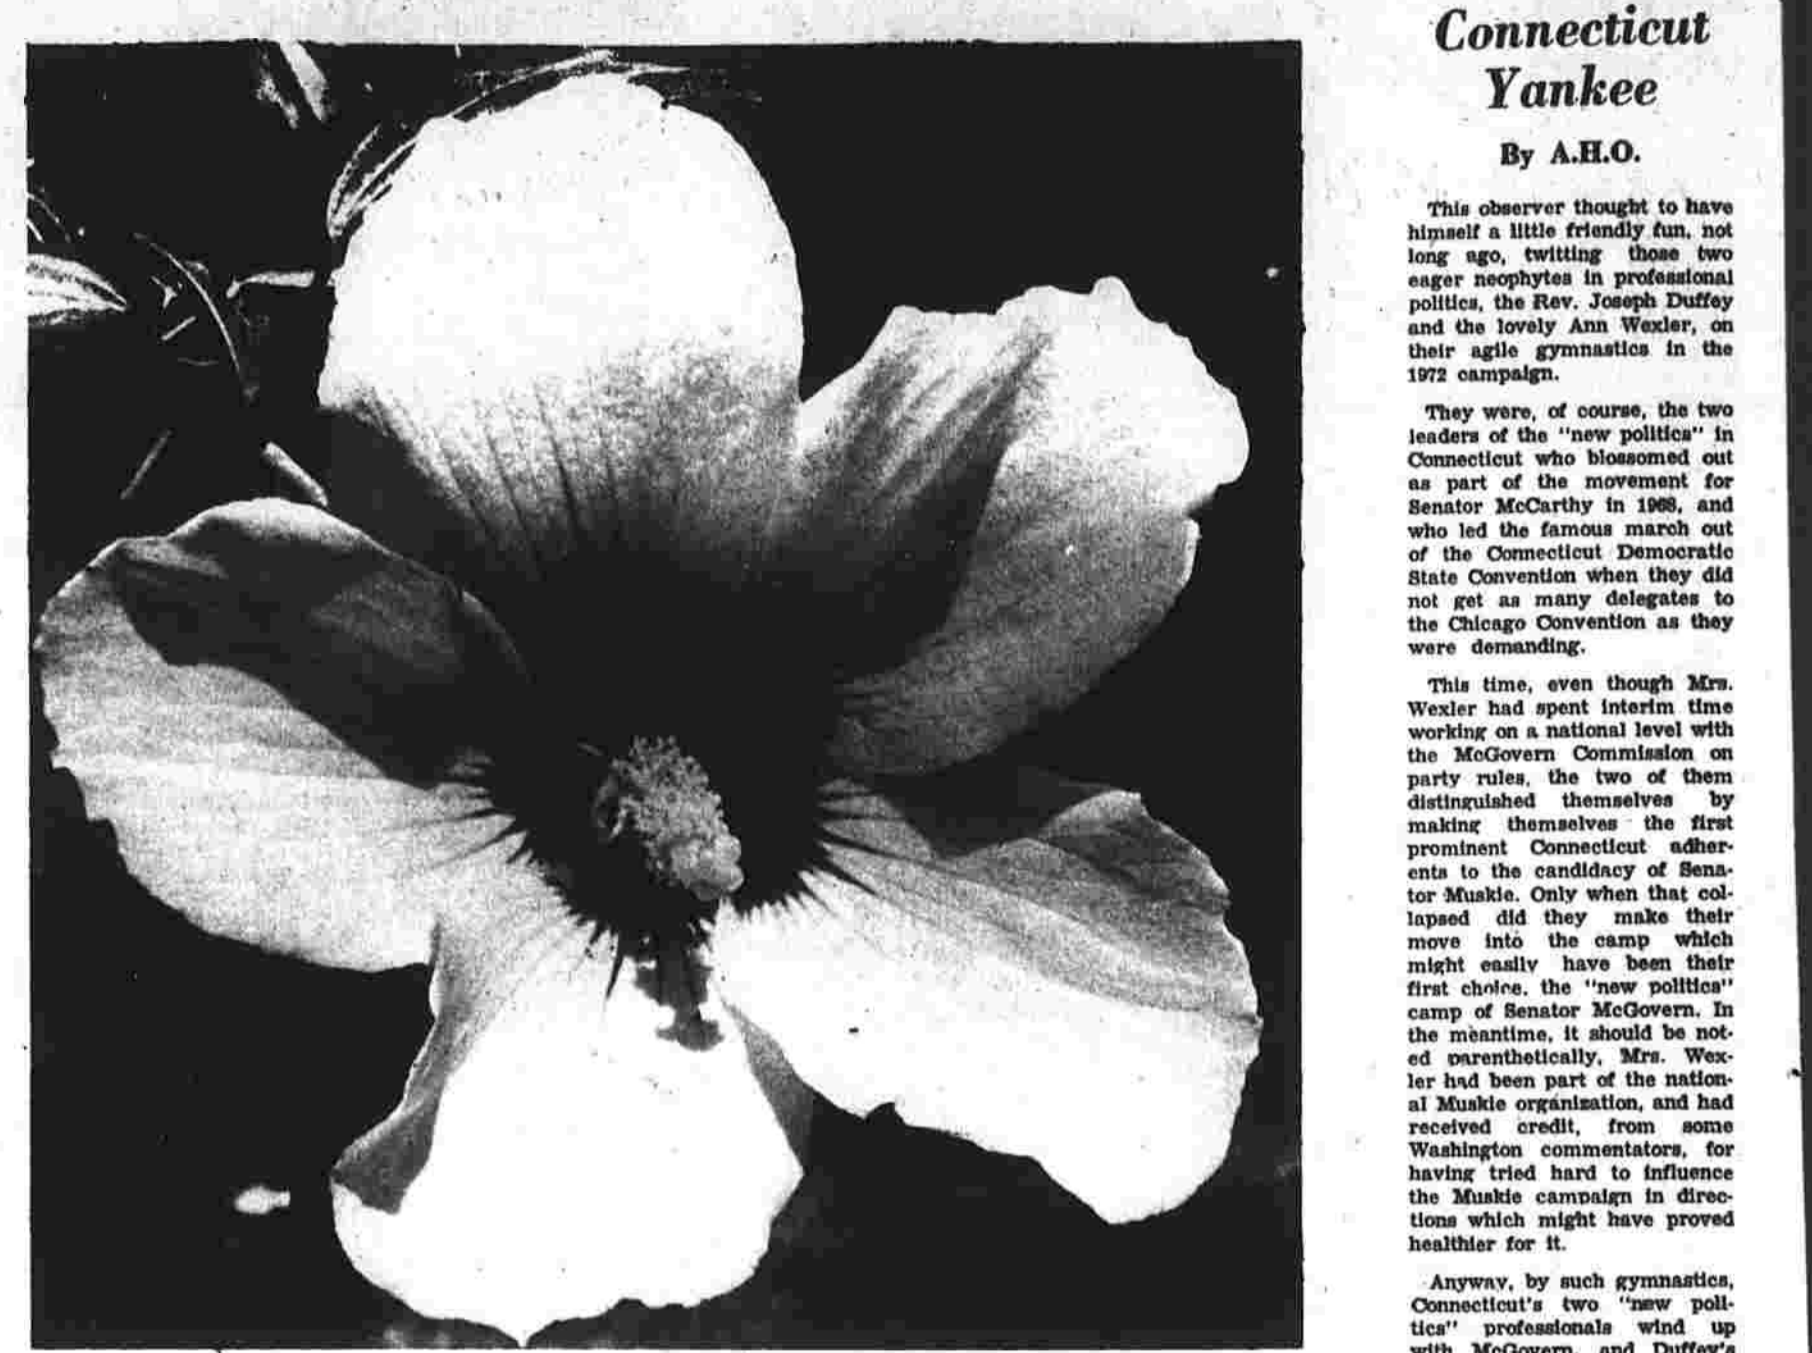 Connecticut
Yankee
By A.H.O.
This observer thought to have
himself a little friendly fun, not
long ago, twitting those two
eager neophytes in professional
politics, the Rev. Joseph Duffey
and the lovely Ann Wexler, on
their agile gymnastics in the
1972 campaign.
They were, of course, the two
leaders of the "new politics" in
Connecticut who blossomed out
as part of the movement for
Senator McCarthy in 1968, and
who led the famous march out
of the Connecticut Democratic
State Convention when they did
not get as many delegates to
the Chicago Convention as they
were demanding.
This time, even though Mrs.
Wexler had spent interim time
working on a national level with
the McGovern Commission on
party rules, the two of them
distinguished themselves by
making themselves the first
prominent Connecticut adher-
ents to the candidacy of Sena-
tor Muskie. Only when that col-
lapsed did they make their
move into the camp which
might easily have been their
first choice, the "new politics"
camp of Senator McGovern. In
the meantime, it should be not-
ed parenthetically, Mrs. Wex-
ler had been part of the nation-
al Muskie organization, and had
received credit, from some
Washington commentators, for
having tried hard to influence
the Muskie campaign in direc-
tions which might have proved
healthier for it.
Anyway, by such gymnastics,
Connecticut's two "new poli-
tics" professionals wind up
with McGovern, and Duffey's